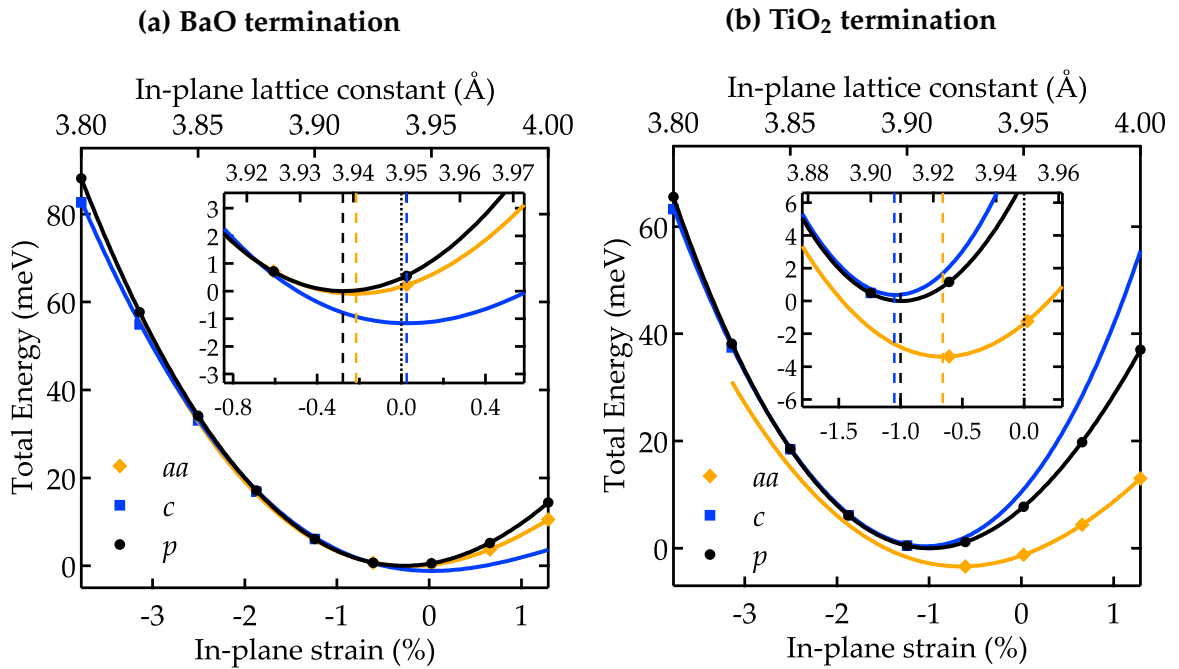 (a) BaO termination
In-plane lattice constant (Å)
3.80 3.85 3.90 3.95 4.00
3.92 3.93 3.94 3.95 3.96 3.97
3
2
1
0
-1
-2
-3
-0.8 -0.4 0.0 0.4
80
60
40
20
0
Total Energy (meV)
aa
c
p
-3 -2 -1 0 1
In-plane strain (%)
(b) TiO₂ termination
In-plane lattice constant (Å)
3.80 3.85 3.90 3.95 4.00
3.88 3.90 3.92 3.94 3.96
6
4
2
0
-2
-4
-6
-1.5 -1.0 -0.5 0.0
60
40
20
0
Total Energy (meV)
aa
c
p
-3 -2 -1 0 1
In-plane strain (%)